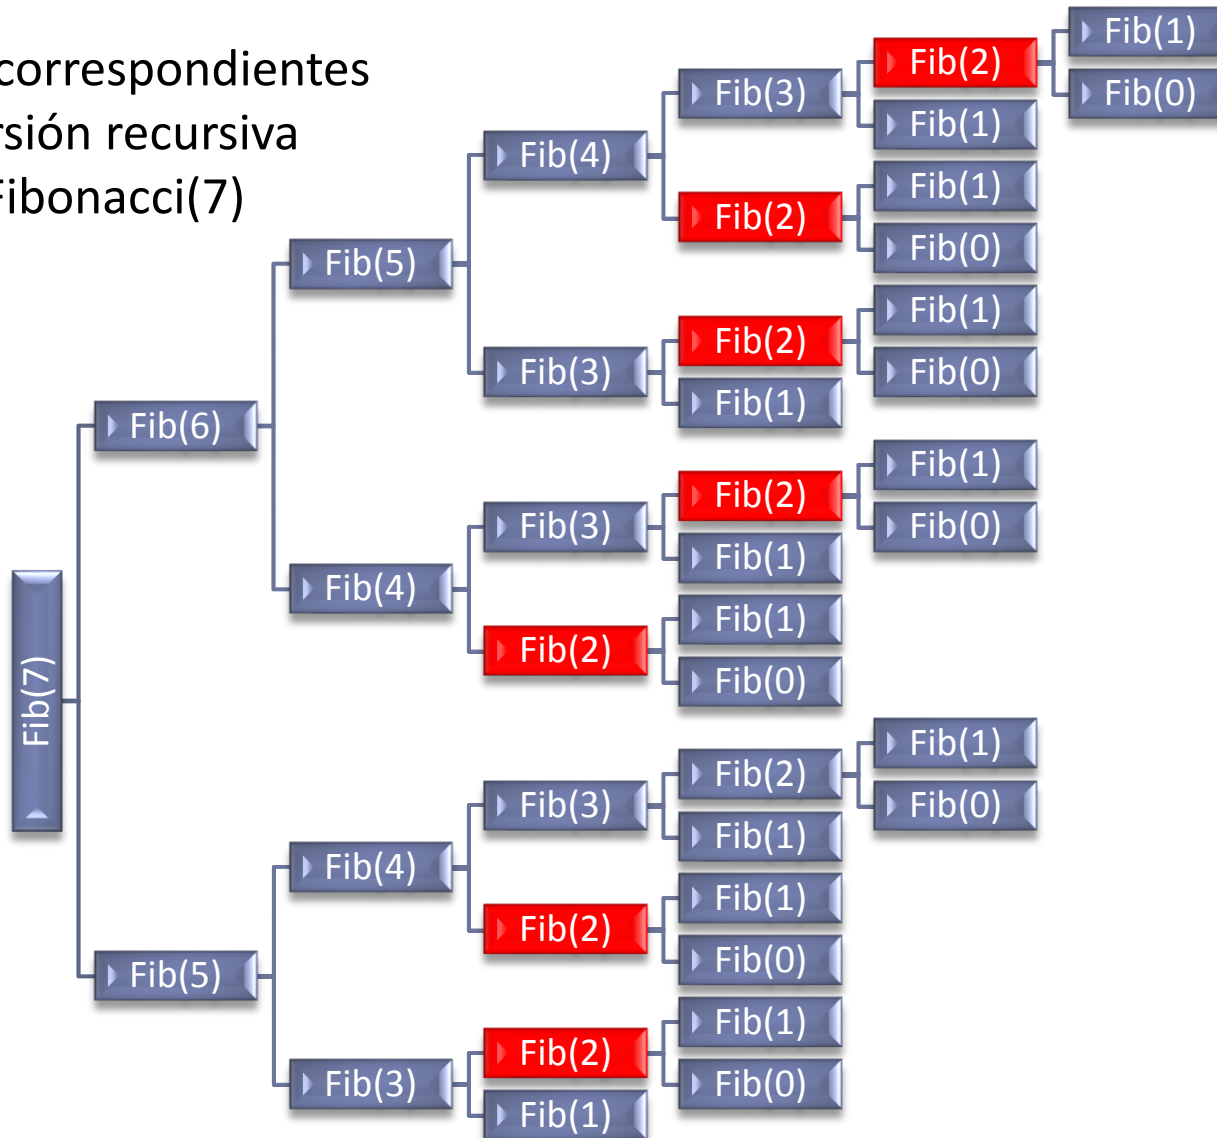 correspondientes
rsión recursiva
Fibonacci(7)
Fib(7)
Fib(6)
Fib(5)
Fib(4)
Fib(3)
Fib(2)
Fib(1)
Fib(0)
Fib(1)
Fib(2)
Fib(1)
Fib(0)
Fib(3)
Fib(2)
Fib(1)
Fib(0)
Fib(1)
Fib(4)
Fib(3)
Fib(2)
Fib(1)
Fib(0)
Fib(1)
Fib(2)
Fib(1)
Fib(0)
Fib(5)
Fib(4)
Fib(3)
Fib(2)
Fib(1)
Fib(0)
Fib(1)
Fib(2)
Fib(1)
Fib(0)
Fib(3)
Fib(2)
Fib(1)
Fib(0)
Fib(1)